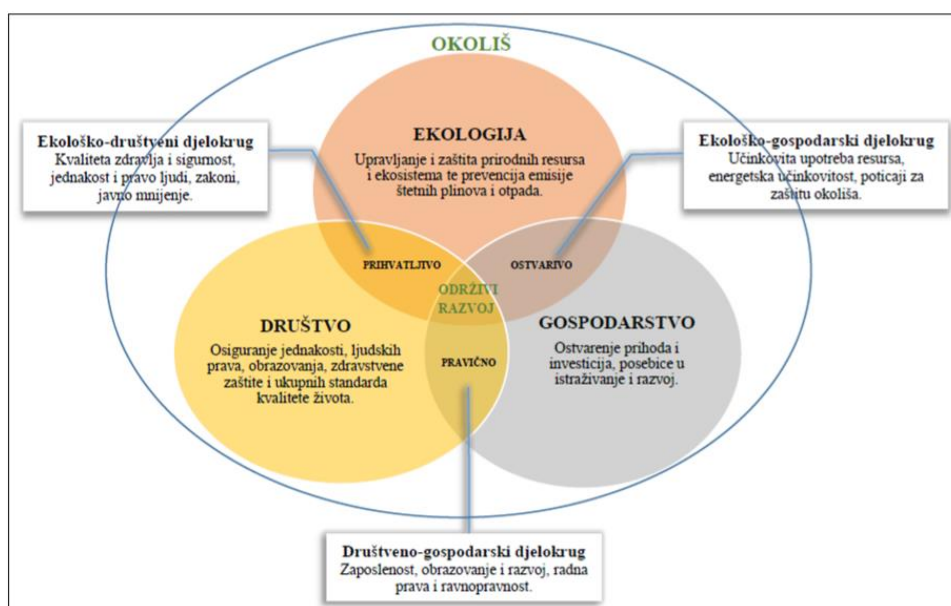 OKOLIŠ
EKOLOGIJA
Upravljanje i zaštita prirodnih resursa
i ekosistema te prevencija emisije
štetnih plinova i otpada.
Ekološko-društveni djelokrug
Kvaliteta zdravlja i sigurnost,
jednakost i pravo ljudi, zakoni,
javno mnijenje.
Ekološko-gospodarski djelokrug
Učinkovita upotreba resursa,
energetska učinkovitost, poticaji za
zaštitu okoliša.
PRIHVATLJIVO
OSTVARIVO
ODRŽIVI
RAZVOJ
DRUŠTVO
Osiguranje jednakosti, ljudskih
prava, obrazovanja, zdravstvene
zaštite i ukupnih standarda
kvalitete života.
PRAVIČNO
GOSPODARSTVO
Ostvarenje prihoda i
investicija, posebice u
istraživanje i razvoj.
Društveno-gospodarski djelokrug
Zaposlenost, obrazovanje i razvoj, radna
prava i ravnopravnost.